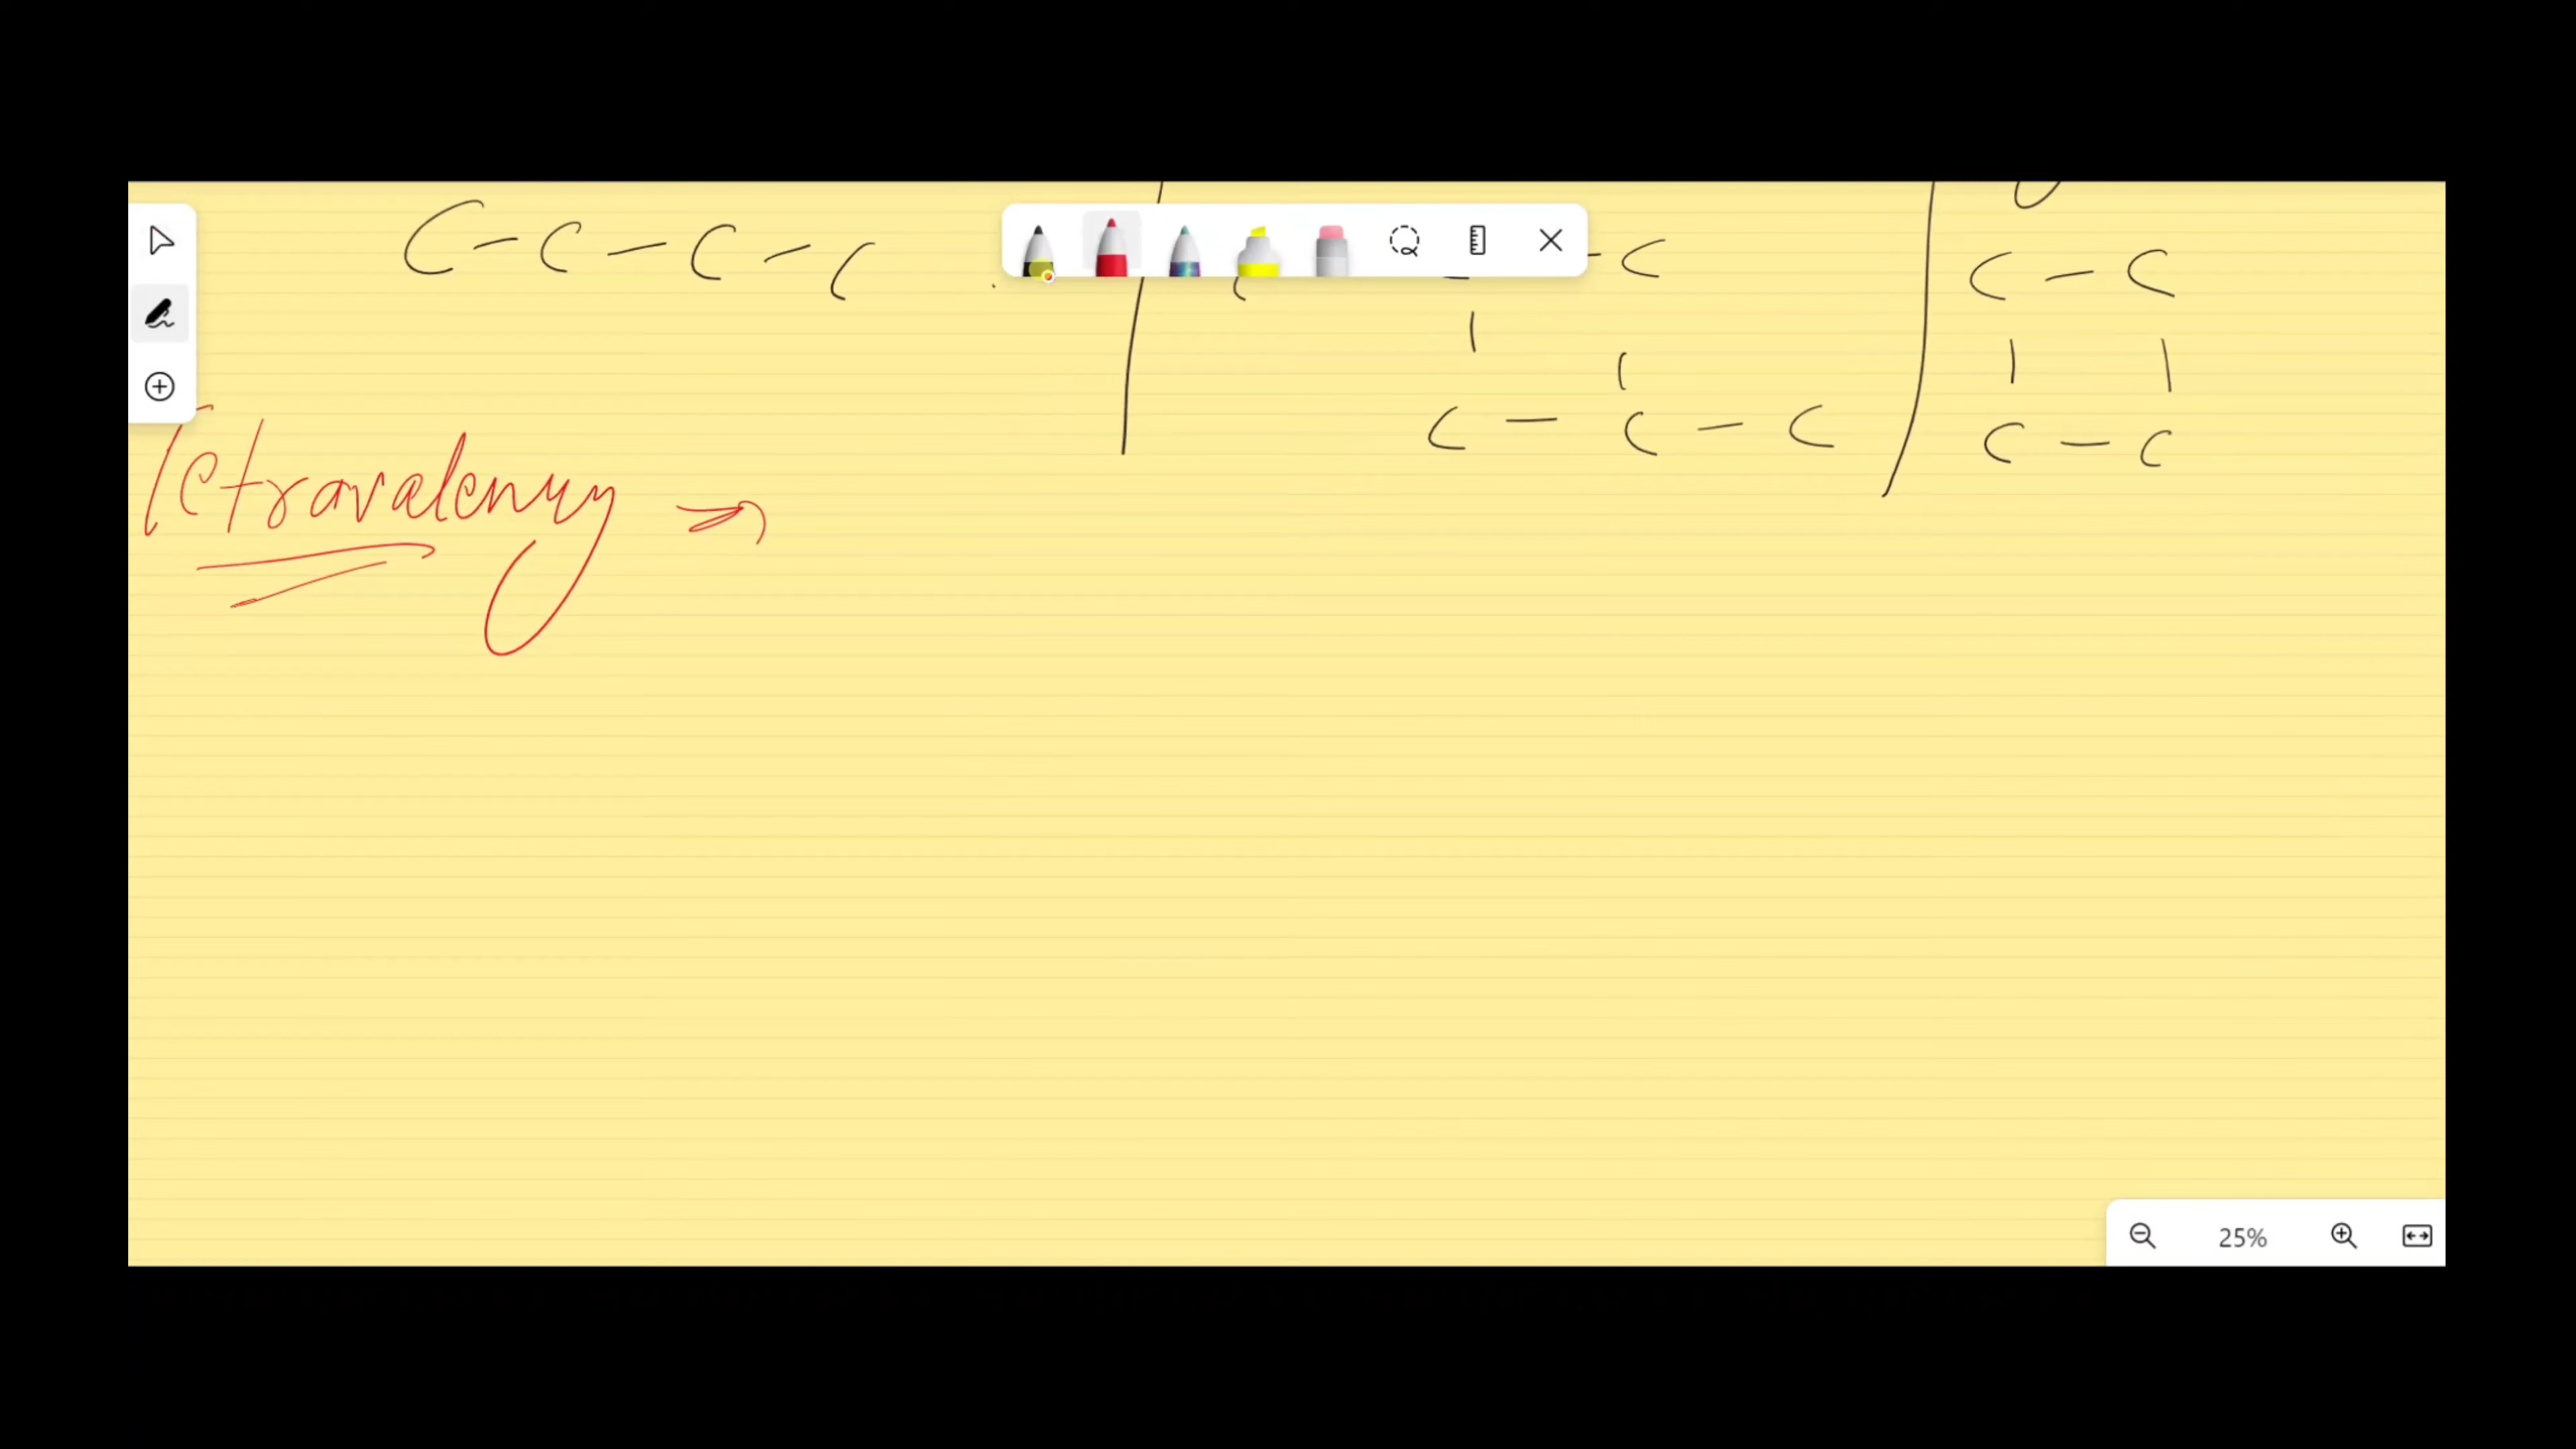 C - C - C - C
- C
C - C - C
C - C
C - C
Tetravalency →
25%